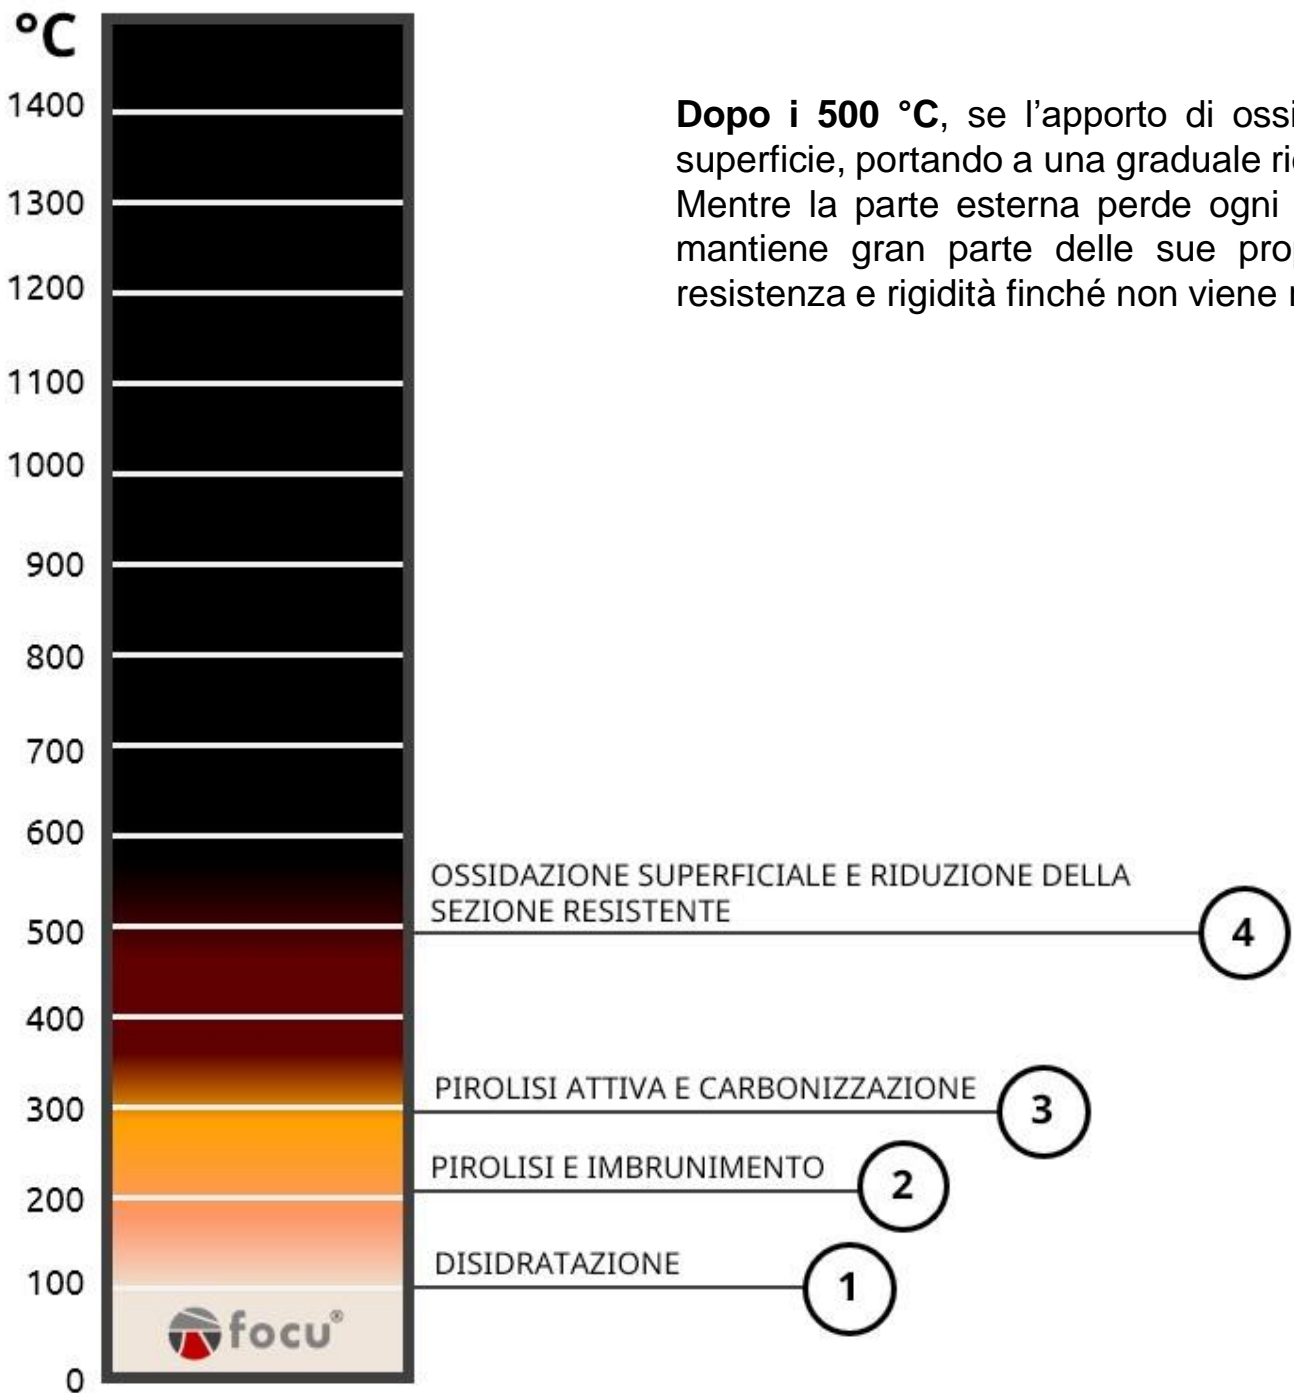 °C
1400
1300
1200
1100
1000
900
800
700
600
500
400
300
200
100
0
Dopo i 500 °C, se l’apporto di
superficie, portando a una graduale
Mentre la parte esterna perde ogni
mantiene gran parte delle sue
resistenza e rigidità finché non viene
OSSIDAZIONE SUPERFICIALE E RIDUZIONE DELLA
SEZIONE RESISTENTE
4
PIROLISI ATTIVA E CARBONIZZAZIONE
3
PIROLISI E IMBRUNIMENTO
2
DISIDRATAZIONE
1
focu®